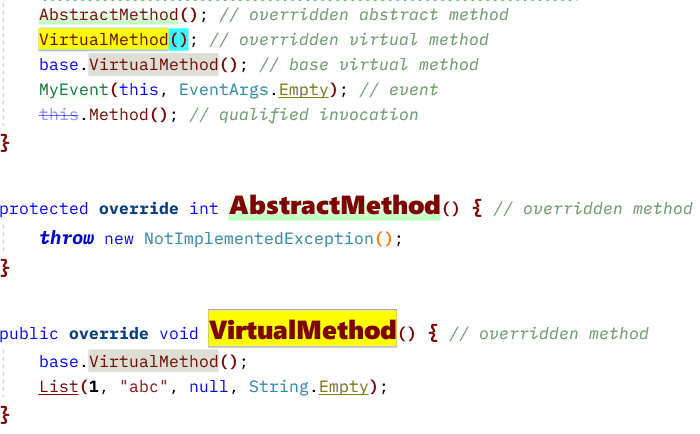 AbstractMethod(); // overridden abstract method
VirtualMethod(); // overridden virtual method
base.VirtualMethod(); // base virtual method
MyEvent(this, EventArgs.Empty); // event
this.Method(); // qualified invocation
}
protected override int AbstractMethod() { // overridden method
throw new NotImplementedException();
}
public override void VirtualMethod() { // overridden method
base.VirtualMethod();
List(1, "abc", null, String.Empty);
}